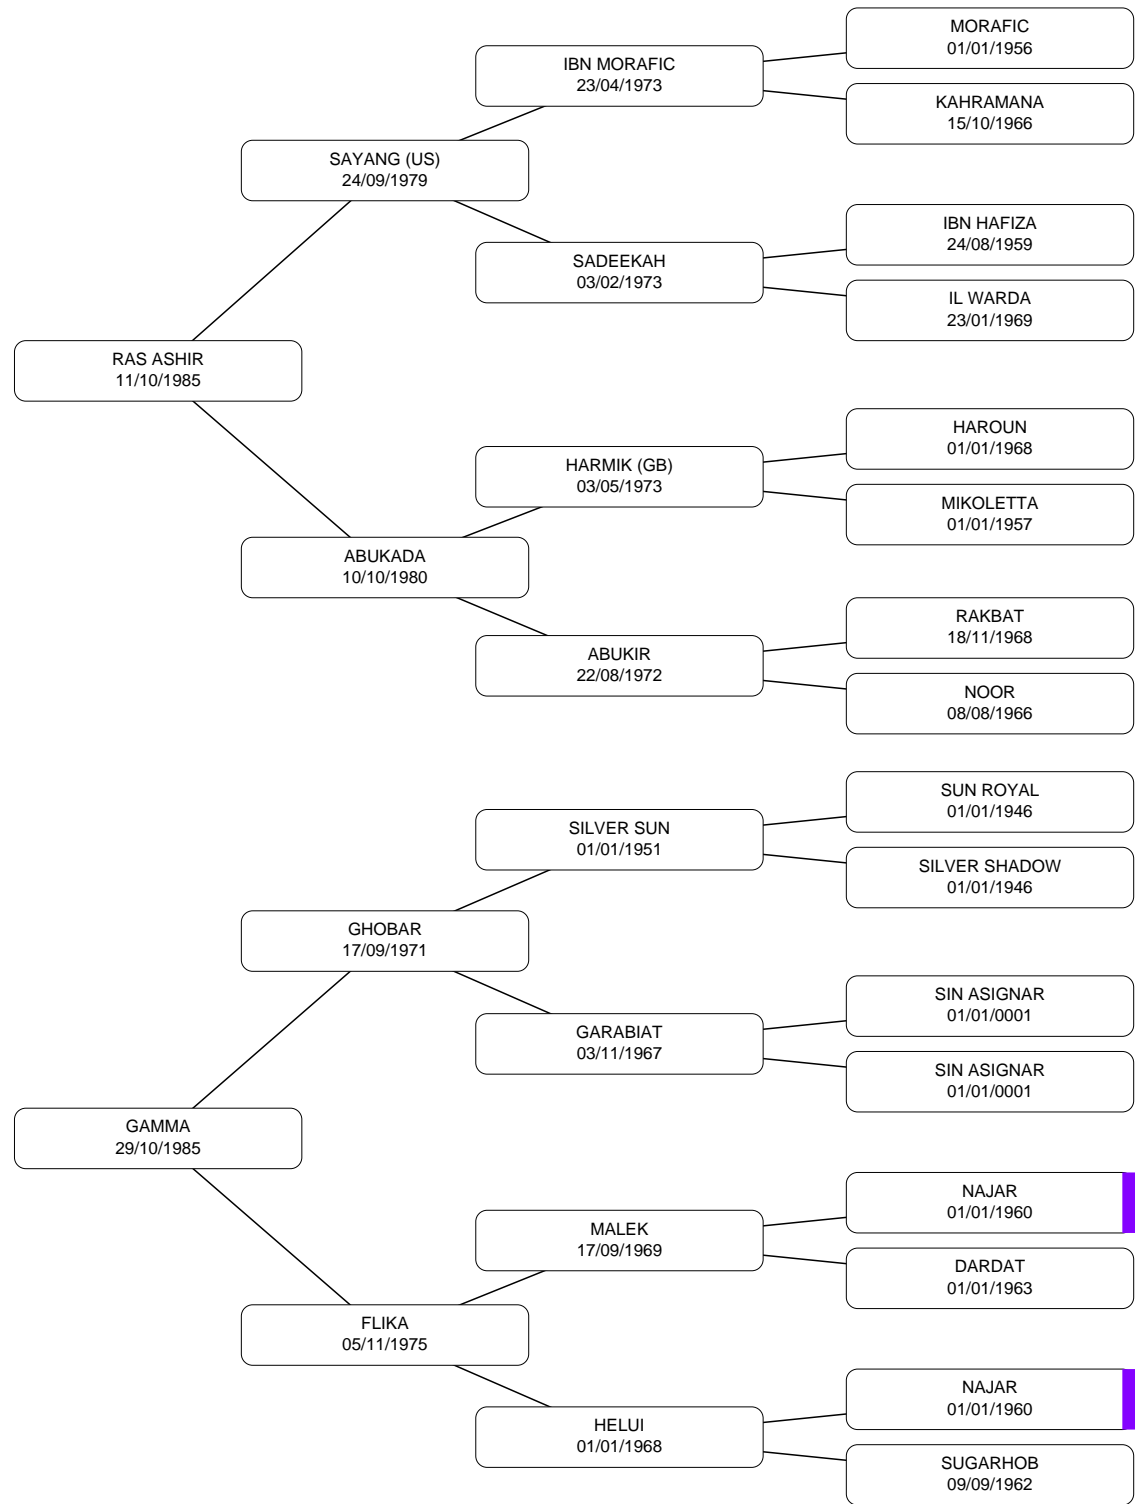 MORAFIC
01/01/1956
IBN MORAFIC
23/04/1973
KAHRAMANA
15/10/1966
SAYANG (US)
24/09/1979
IBN HAFIZA
24/08/1959
SADEEKAH
03/02/1973
IL WARDA
23/01/1969
RAS ASHIR
11/10/1985
HAROUN
01/01/1968
HARMIK (GB)
03/05/1973
MIKOLETTA
01/01/1957
ABUKADA
10/10/1980
RAKBAT
18/11/1968
ABUKIR
22/08/1972
NOOR
08/08/1966
SUN ROYAL
01/01/1946
SILVER SUN
01/01/1951
SILVER SHADOW
01/01/1946
GHOBAR
17/09/1971
SIN ASIGNAR
01/01/0001
GARABIAT
03/11/1967
SIN ASIGNAR
01/01/0001
GAMMA
29/10/1985
NAJAR
01/01/1960
MALEK
17/09/1969
DARDAT
01/01/1963
FLIKA
05/11/1975
NAJAR
01/01/1960
HELUI
01/01/1968
SUGARHOB
09/09/1962